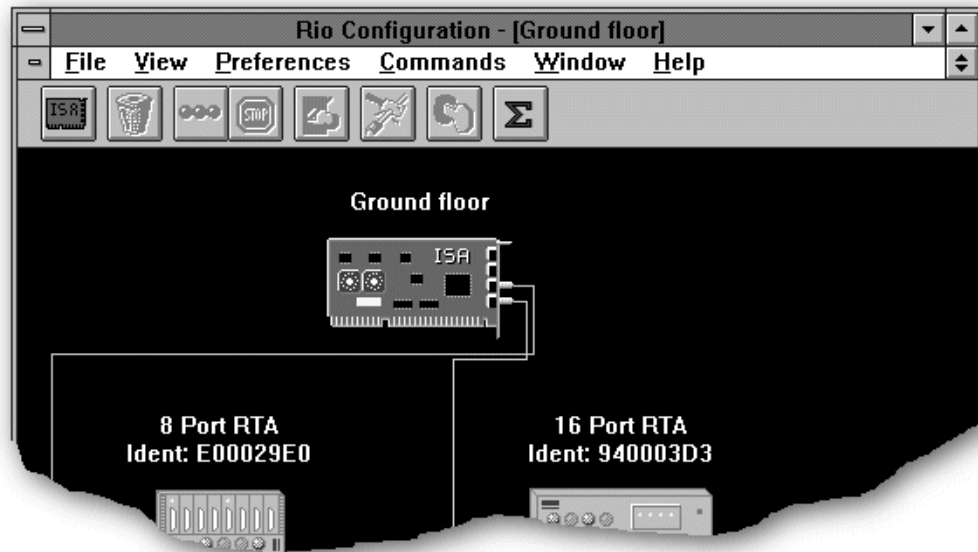 Rio Configuration - [Ground floor]
File View Preferences Commands Window Help
ISA STOP Σ
Ground floor
ISA
8 Port RTA
Ident: E00029E0
16 Port RTA
Ident: 940003D3